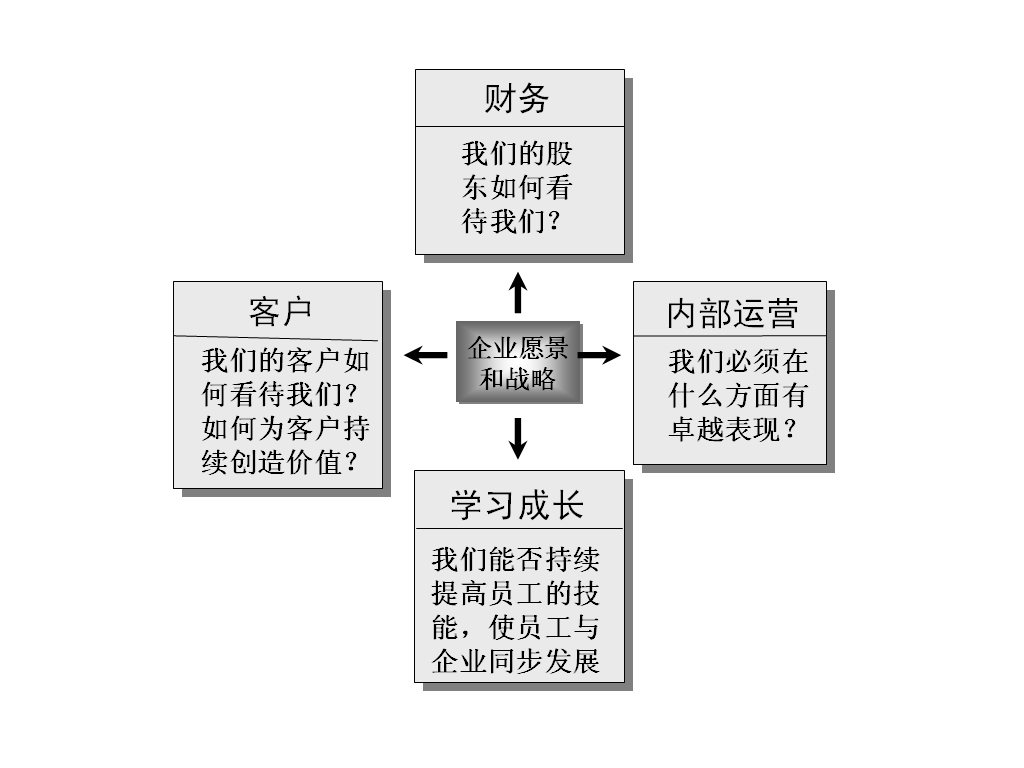 财务
我们的股
东如何看
待我们？
客户
我们的客户如
何看待我们？
如何为客户持
续创造价值？
企业愿景
和战略
内部运营
我们必须在
什么方面有
卓越表现？
学习成长
我们能否持续
提高员工的技
能，使员工与
企业同步发展